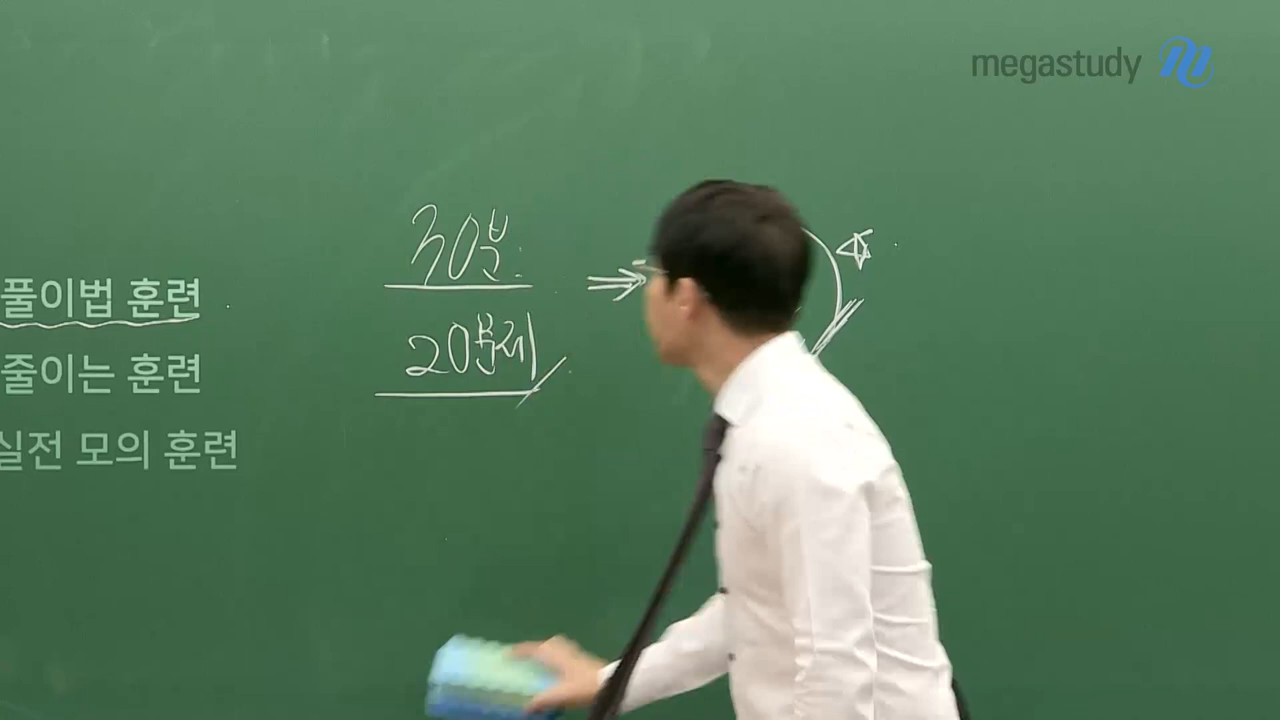 megastudy
30분
20문제
풀이법 훈련
줄이는 훈련
실전 모의 훈련